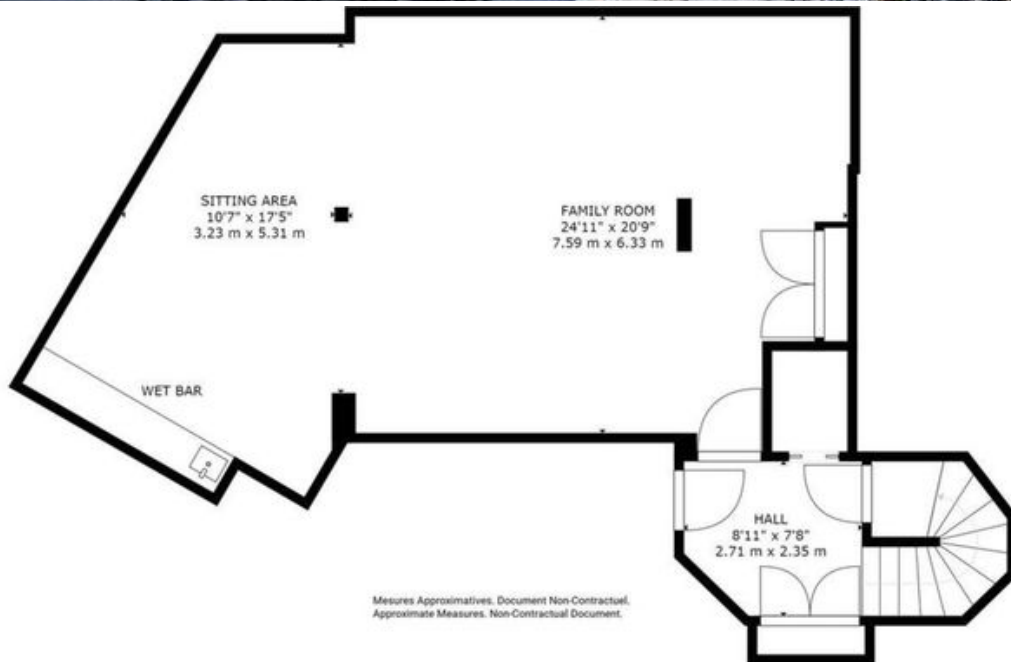 SITTING AREA
10'7" x 17'5"
3.23 m x 5.31 m
FAMILY ROOM
24'11" x 20'9"
7.59 m x 6.33 m
WET BAR
HALL
8'11" x 7'8"
2.71 m x 2.35 m
Mesures Approximatives. Document Non-Contractuel.
Approximate Measures. Non-Contractual Document.